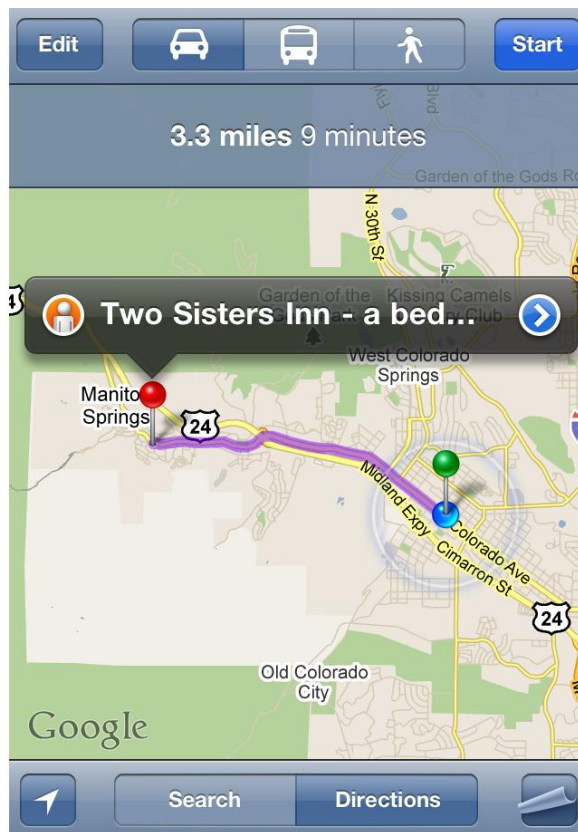 Edit
Start
3.3 miles 9 minutes
Garden of the Gods
N 30th St
Blvd
Two Sisters Inn - a bed...
Garden of the
Kissing Camels
Club
West Colorado
Springs
Manito
Springs
24
Midland Expy
Colorado Ave
Cimarron St
24
Old Colorado
City
Google
Search
Directions